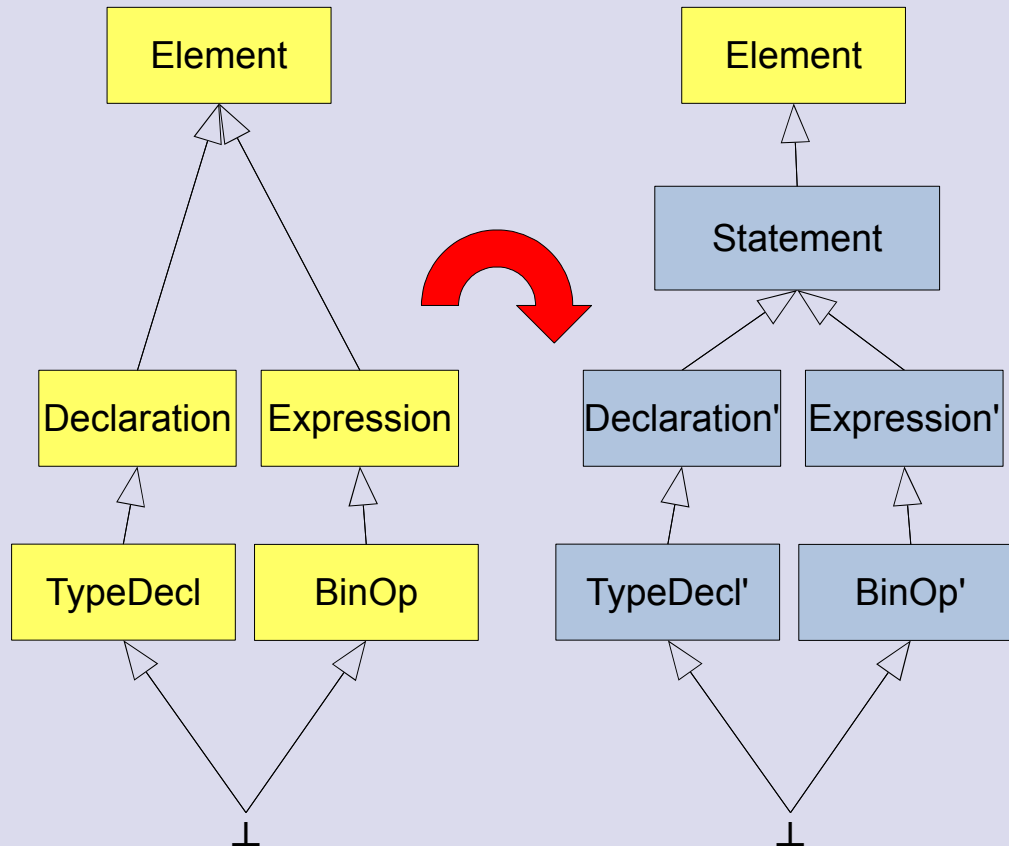 Element
Element
Statement
Declaration
Expression
Declaration'
Expression'
TypeDecl
BinOp
TypeDecl'
BinOp'
⊥
⊥